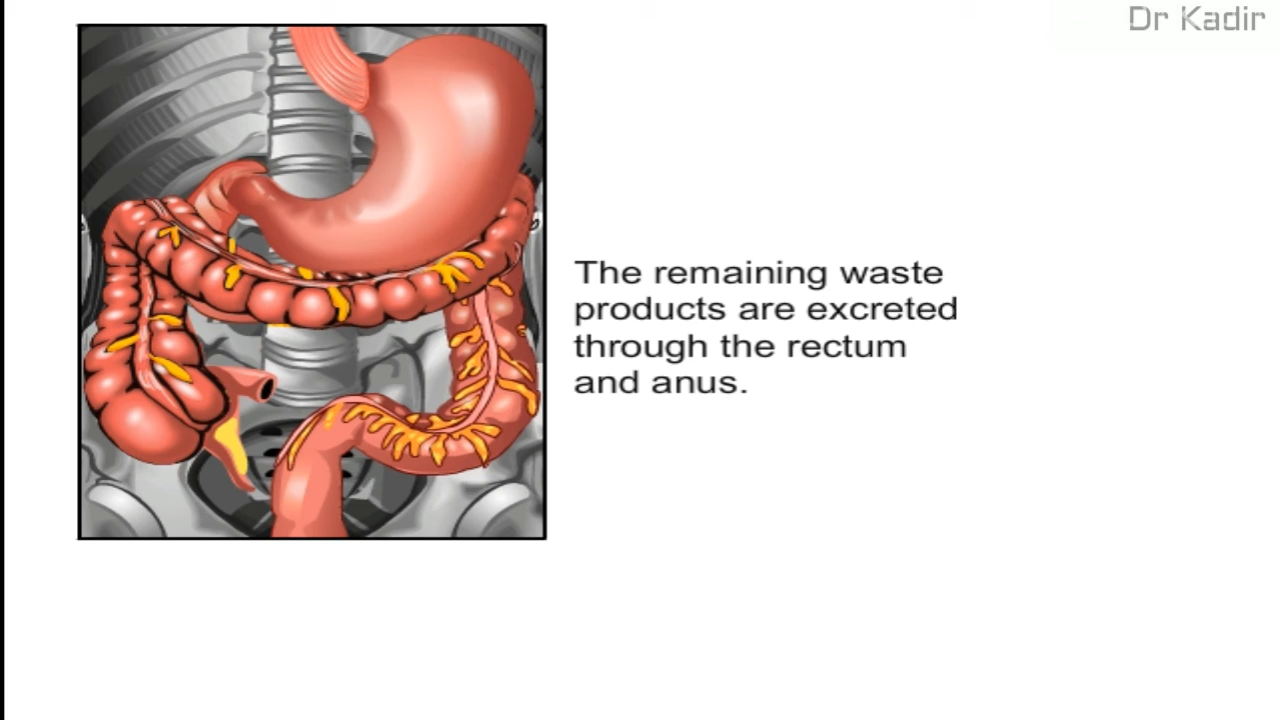 Dr Kadir
The remaining waste
products are excreted
through the rectum
and anus.